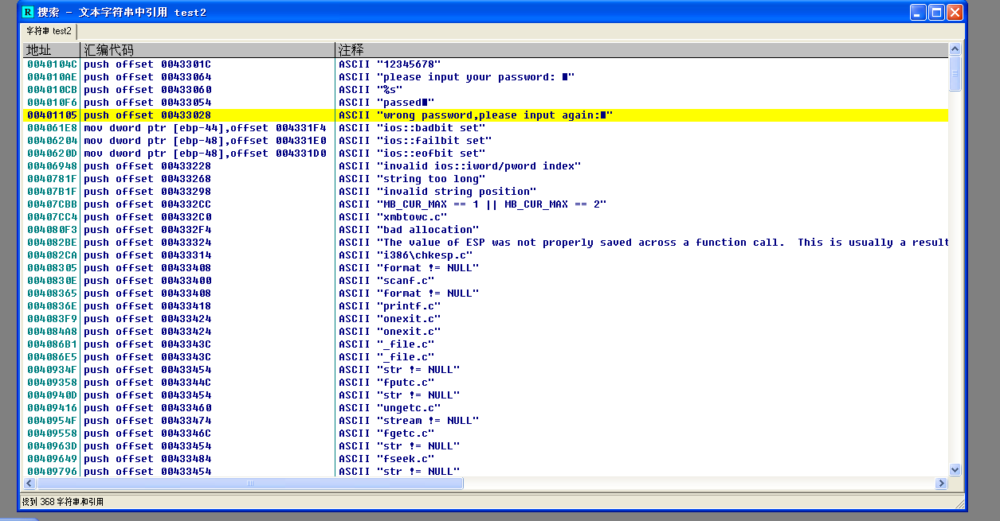 搜索 - 文本字符串中引用 test2
字符串 test2
地址 汇编代码 注释
0040104C push offset 0043301C ASCII "12345678"
004010AE push offset 00433064 ASCII "please input your password: ■"
004010CB push offset 00433060 ASCII "%s"
004010F6 push offset 00433054 ASCII "passed■"
00401105 push offset 00433028 ASCII "wrong password,please input again:■"
004061E8 mov dword ptr [ebp-44],offset 004331F4 ASCII "ios::badbit set"
00406204 mov dword ptr [ebp-48],offset 004331E0 ASCII "ios::failbit set"
0040620D mov dword ptr [ebp-48],offset 004331D0 ASCII "ios::eofbit set"
00406948 push offset 00433228 ASCII "invalid ios::iword/pword index"
0040781F push offset 00433268 ASCII "string too long"
00407B1F push offset 00433298 ASCII "invalid string position"
00407CBB push offset 004332CC ASCII "MB_CUR_MAX == 1 || MB_CUR_MAX == 2"
00407CC4 push offset 004332C0 ASCII "xmbtowc.c"
004080F3 push offset 004332F4 ASCII "bad allocation"
004082BE push offset 00433324 ASCII "The value of ESP was not properly saved across a function call.  This is usually a result
004082CA push offset 00433314 ASCII "i386\chkesp.c"
00408305 push offset 00433408 ASCII "format != NULL"
0040830E push offset 00433400 ASCII "scanf.c"
00408365 push offset 00433408 ASCII "format != NULL"
0040836E push offset 00433418 ASCII "printf.c"
004083F9 push offset 00433424 ASCII "onexit.c"
004084A8 push offset 00433424 ASCII "onexit.c"
004086B1 push offset 0043343C ASCII "_file.c"
004086E5 push offset 0043343C ASCII "_file.c"
0040934F push offset 00433454 ASCII "str != NULL"
00409358 push offset 0043344C ASCII "fputc.c"
0040940D push offset 00433454 ASCII "str != NULL"
00409416 push offset 00433460 ASCII "ungetc.c"
0040954F push offset 00433474 ASCII "stream != NULL"
00409558 push offset 0043346C ASCII "fgetc.c"
0040963D push offset 00433454 ASCII "str != NULL"
00409649 push offset 00433484 ASCII "fseek.c"
00409796 push offset 00433454 ASCII "str != NULL"
找到 368 字符串和引用